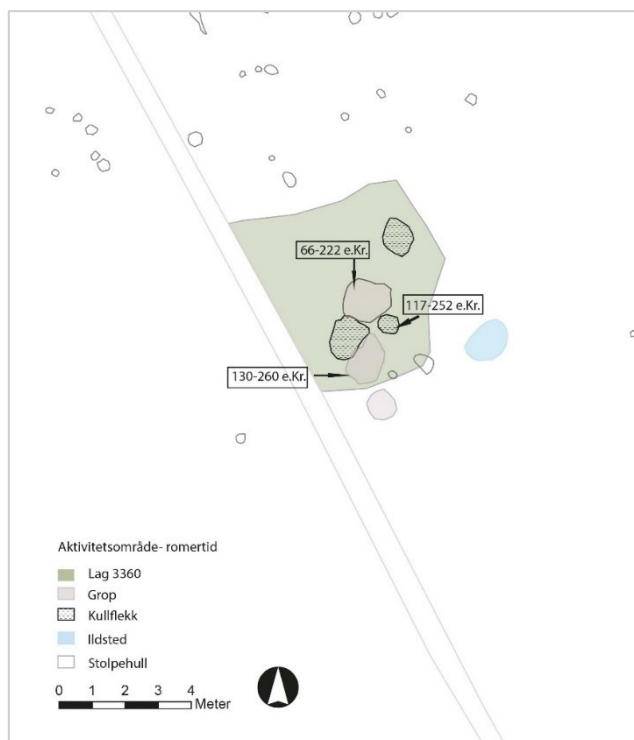 66-222 e.Kr.
117-252 e.Kr.
130-260 e.Kr.
Aktivitetsområde- romertid
Lag 3360
Grop
Kullflekk
Ildsted
Stolpehull
0 1 2 3 4
Meter